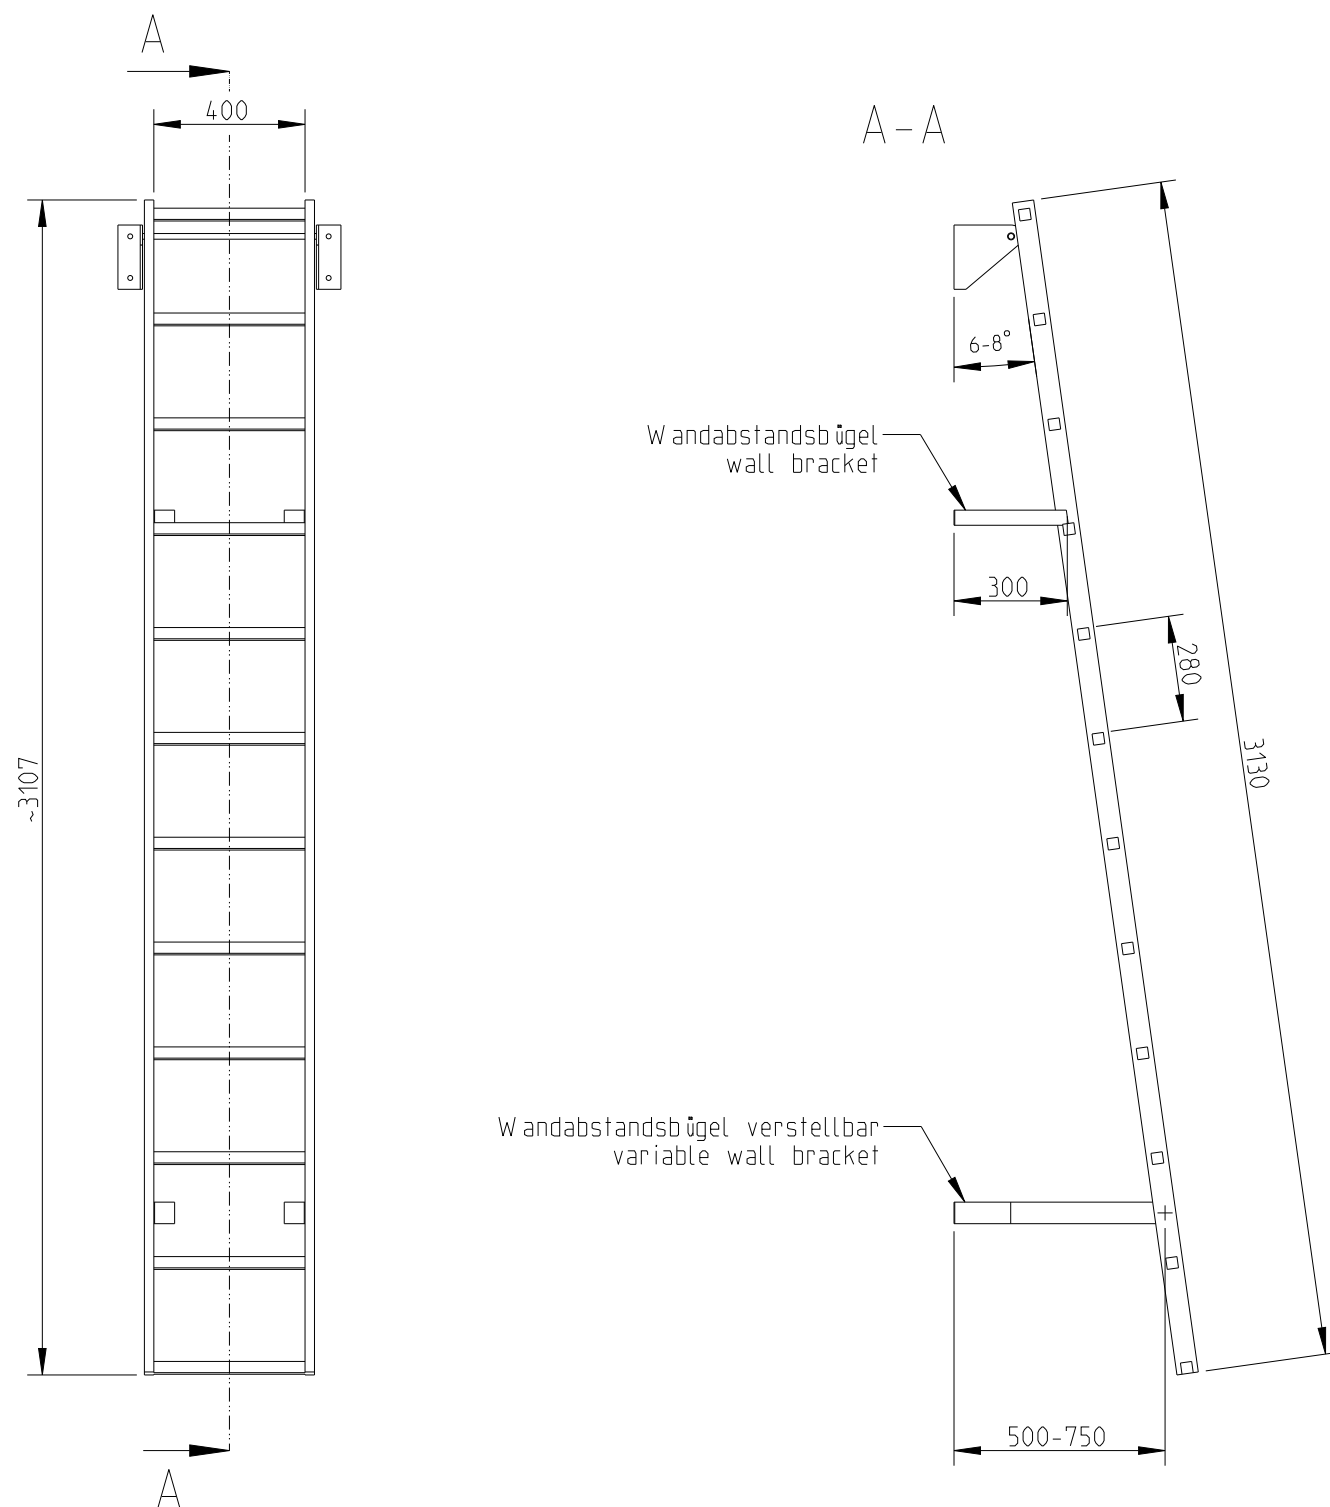 A
400
A-A
6-8°
Wandabstandsbügel
wall bracket
300
280
~3107
3130
Wandabstandsbügel verstellbar
variable wall bracket
500-750
A